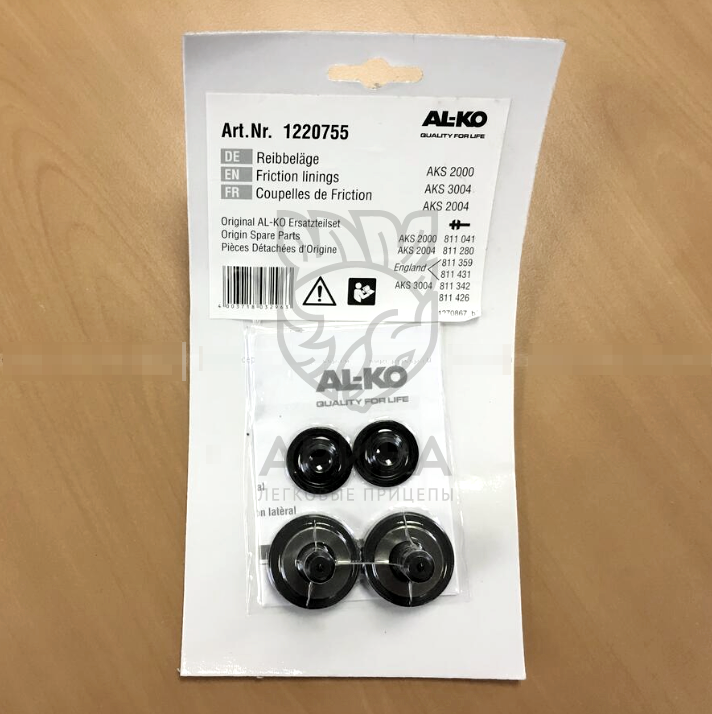 Art.Nr. 1220755
AL-KO
QUALITY FOR LIFE
DE Reibbeläge
EN Friction linings
FR Coupelles de Friction
AKS 2000
AKS 3004
AKS 2004
Original AL-KO Ersatzteilset
Origin Spare Parts
Pièces Détachées d'Origine
AKS 2000 811 041
AKS 2004 811 280
England 811 359
811 431
AKS 3004 811 342
811 426
1270867 b
AL-KO
QUALITY FOR LIFE
ЛЕГКОВЫЕ ПРИЦЕПЫ
n latéral